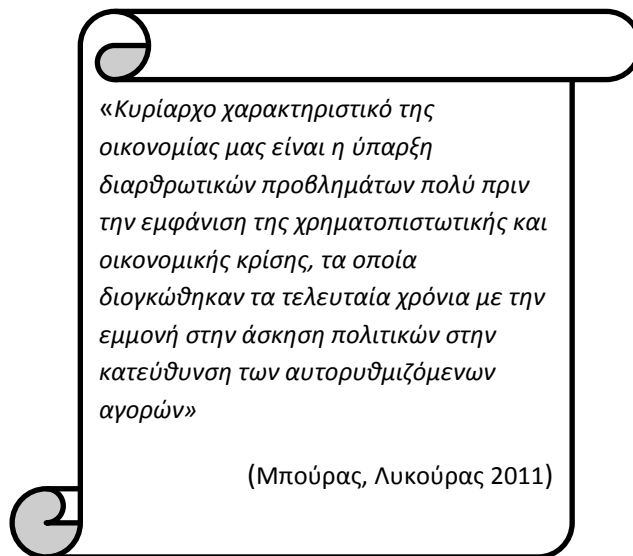 «Κυρίαρχο χαρακτηριστικό της
οικονομίας μας είναι η ύπαρξη
διαρθρωτικών προβλημάτων πολύ πριν
την εμφάνιση της χρηματοπιστωτικής και
οικονομικής κρίσης, τα οποία
διογκώθηκαν τα τελευταία χρόνια με την
εμμονή στην άσκηση πολιτικών στην
κατεύθυνση των αυτορυθμιζόμενων
αγορών»
(Μπούρας, Λυκούρας 2011)